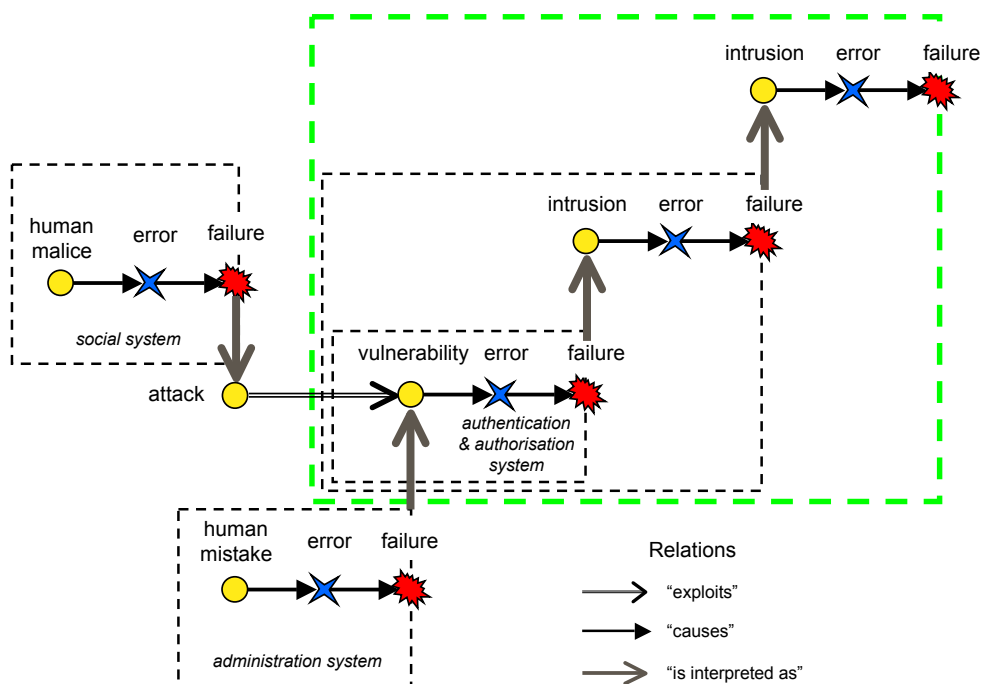 intrusion error failure
intrusion error failure
human
malice error failure
social system
vulnerability error failure
attack
authentication
& authorisation
system
human
mistake error failure
administration system
Relations
“exploits”
“causes”
“is interpreted as”